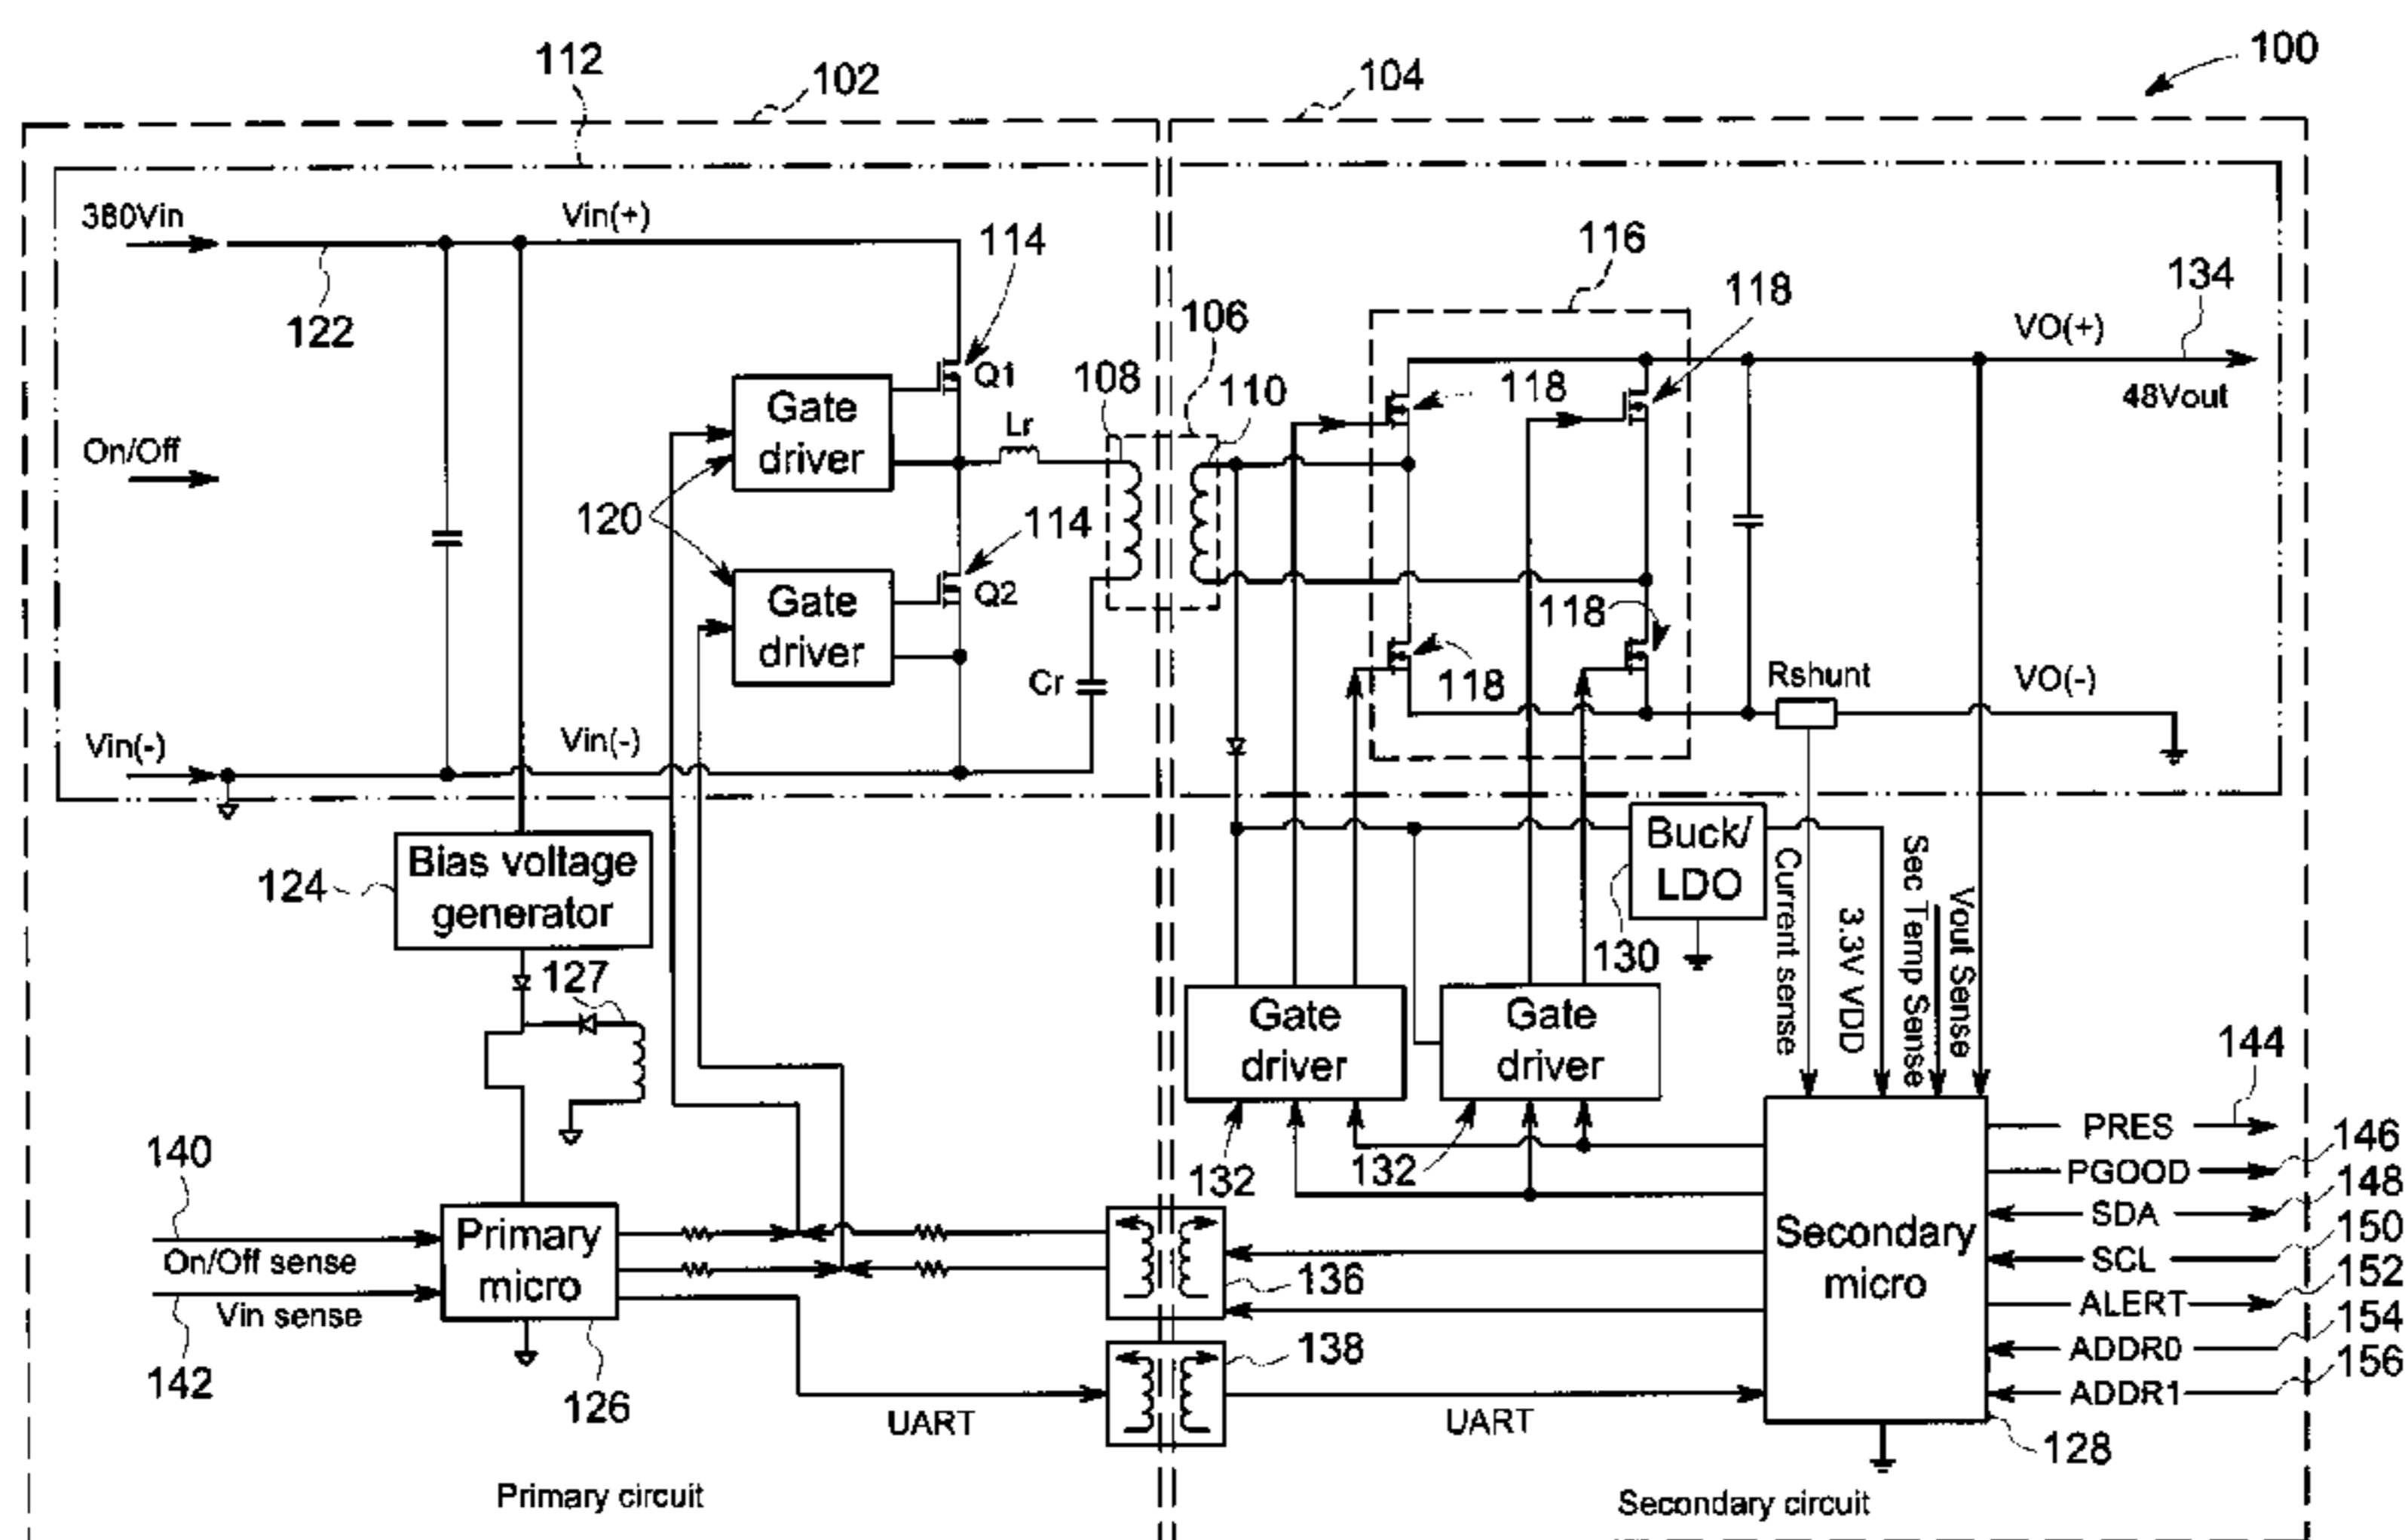 100
112
102
104
380Vin
Vin(+)
114
116
118
134
122
106
VO(+)
Q1
108
110
118
48Vout
Gate
driver
Lr
On/Off
120
114
Gate
driver
Q2
118
Cr
118
Rshunt
VO(-)
Vin(-)
Vin(-)
124
Bias voltage
generator
Buck/
LDO
130
Current sense
3.3V VDD
Sec Temp Sense
Vout Sense
127
Gate
driver
Gate
driver
144
140
132
132
PRES
146
PGOOD
148
SDA
150
SCL
152
ALERT
154
ADDR0
156
ADDR1
On/Off sense
Vin sense
142
Primary
micro
126
136
138
Secondary
micro
128
UART
UART
Primary circuit
Secondary circuit